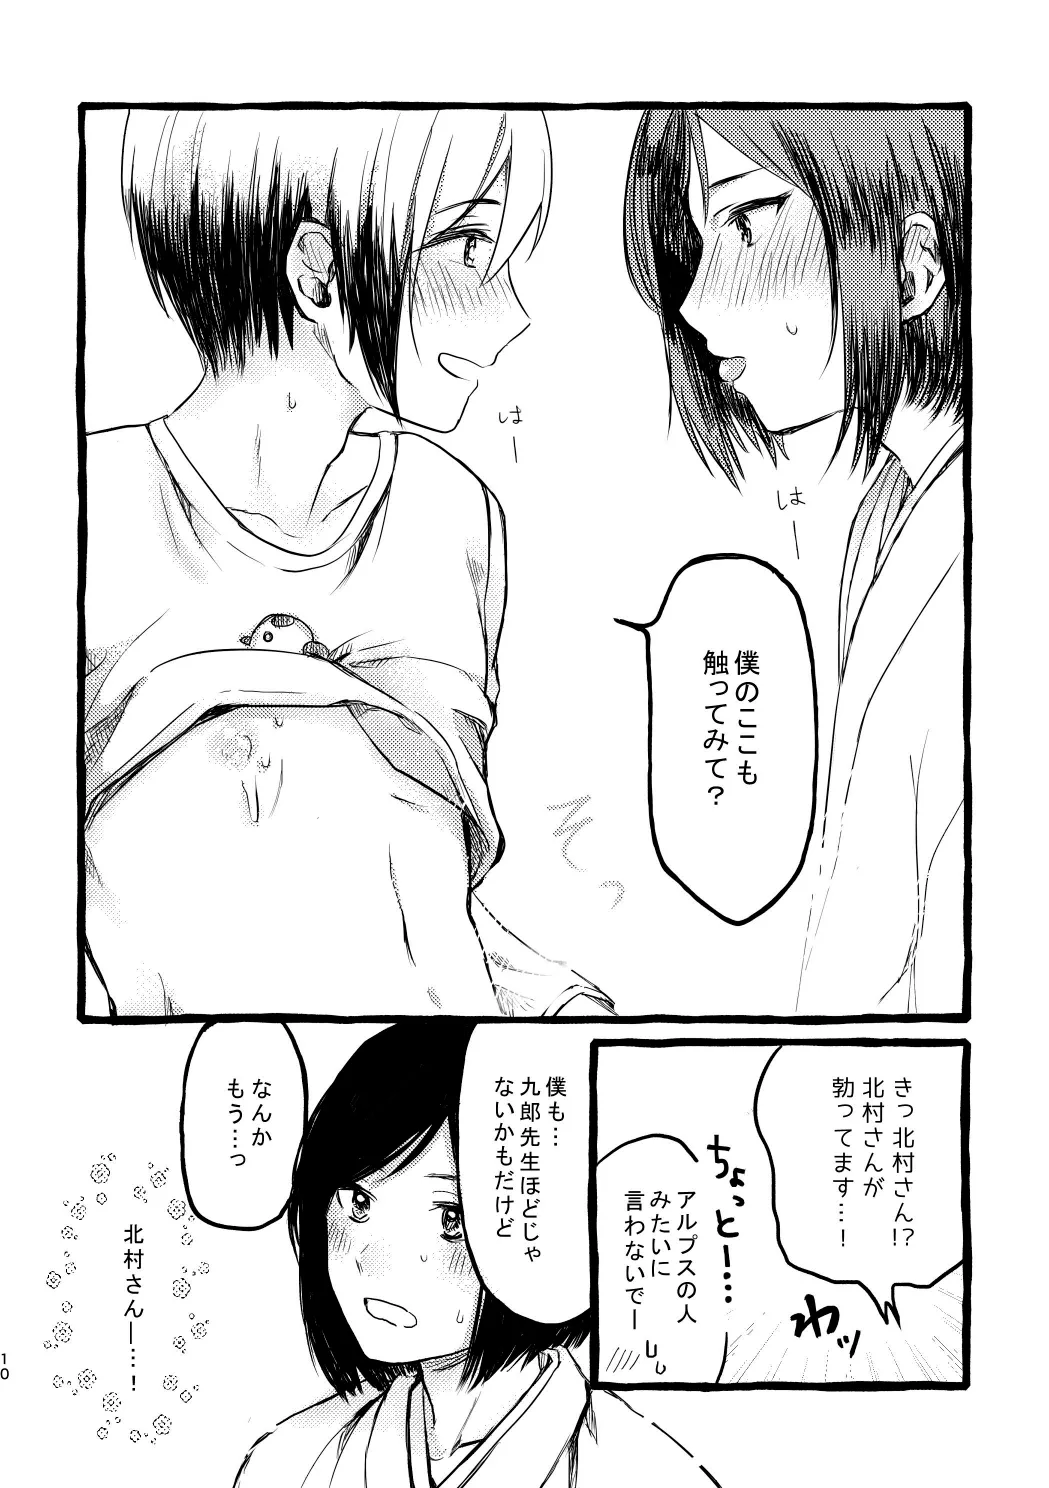 はー
はー
僕のここも
触ってみて?
そっ
きっ北村さん!?
北村さんが
勃ってます…!
わッ
ちょっとー…
アルプスの人
みたいに
言わないでー
僕も…
九郎先生ほどじゃ
ないかもだけど
なんか
もう…っ
北村さんー…!
10